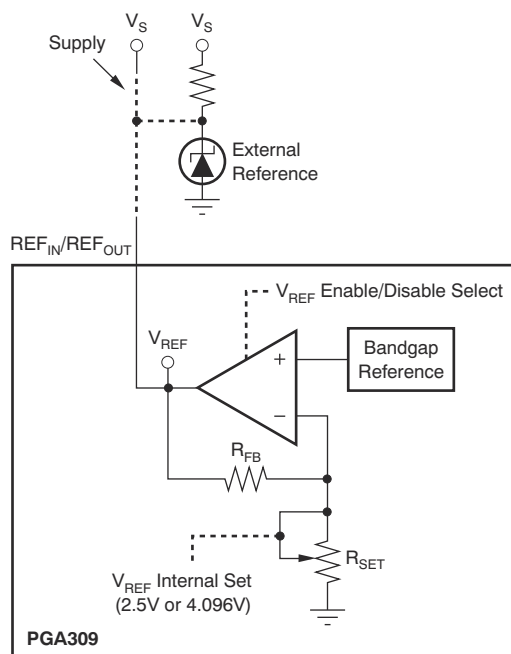 V_S V_S
Supply
External
Reference
REF_IN/REF_OUT
V_REF Enable/Disable Select
V_REF
+
Bandgap
Reference
−
R_FB
R_SET
V_REF Internal Set
(2.5V or 4.096V)
PGA309